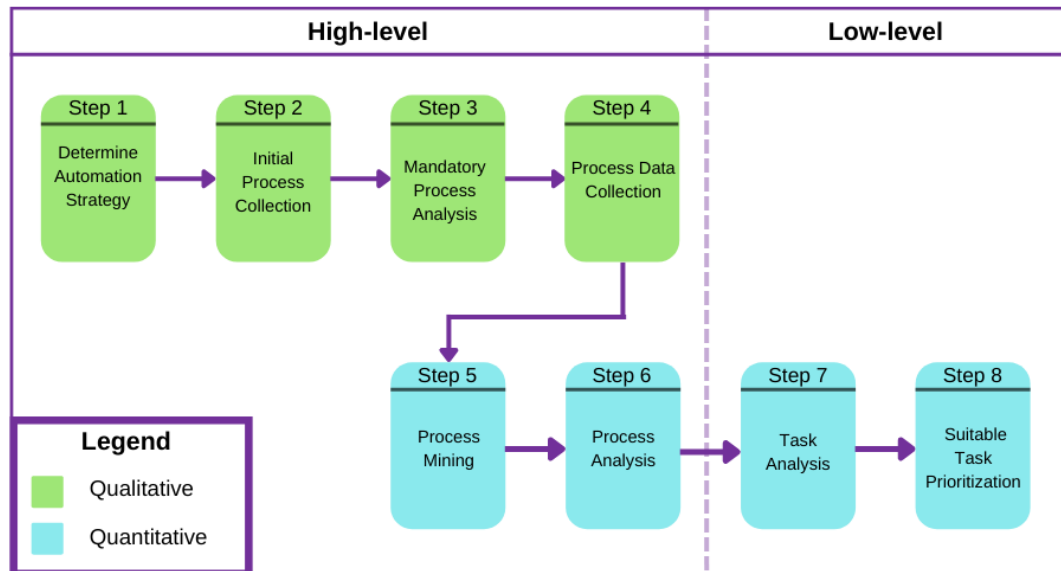 High-level
Low-level
Step 1
Determine
Automation
Strategy
Step 2
Initial
Process
Collection
Step 3
Mandatory
Process
Analysis
Step 4
Process Data
Collection
Step 5
Process
Mining
Step 6
Process
Analysis
Step 7
Task
Analysis
Step 8
Suitable
Task
Prioritization
Legend
Qualitative
Quantitative